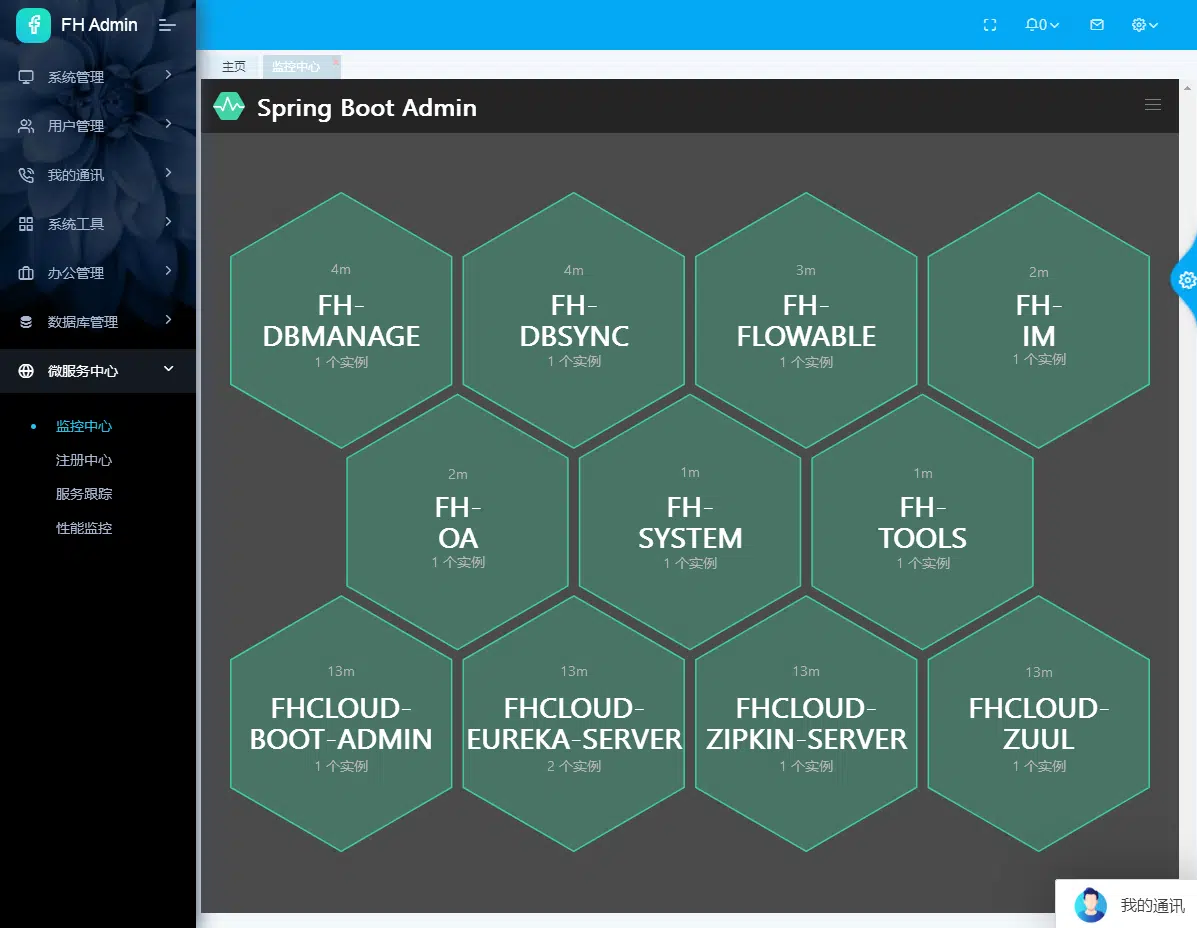 FH Admin
0
系统管理
用户管理
我的通讯
系统工具
办公管理
数据库管理
微服务中心
监控中心
注册中心
服务跟踪
性能监控
主页
监控中心
Spring Boot Admin
4m
FH-
DBMANAGE
1 个实例
4m
FH-
DBSYNC
1 个实例
3m
FH-
FLOWABLE
1 个实例
2m
FH-
IM
1 个实例
2m
FH-
OA
1 个实例
1m
FH-
SYSTEM
1 个实例
1m
FH-
TOOLS
1 个实例
13m
FHCLOUD-
BOOT-ADMIN
1 个实例
13m
FHCLOUD-
EUREKA-SERVER
2 个实例
13m
FHCLOUD-
ZIPKIN-SERVER
1 个实例
13m
FHCLOUD-
ZUUL
1 个实例
我的通讯